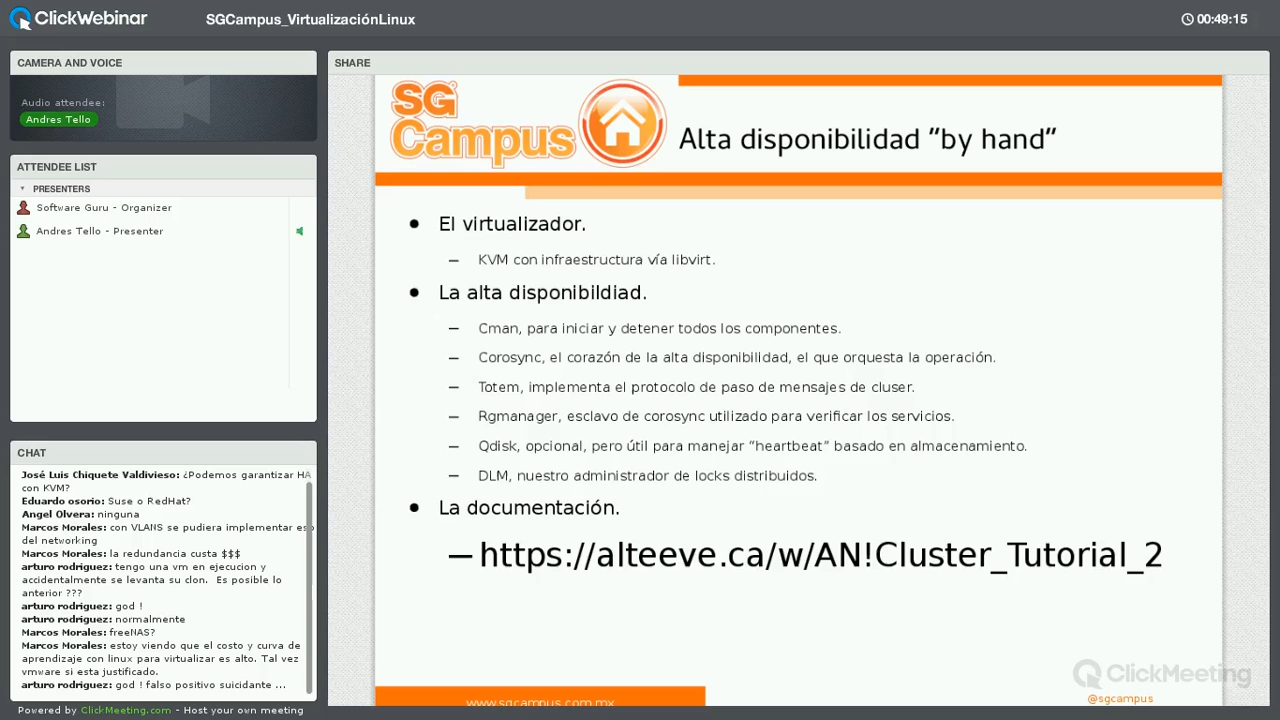 ClickWebinar
SGCampus_VirtualizaciónLinux
00:49:15
CAMERA AND VOICE
Audio attendee:
Andres Tello
ATTENDEE LIST
PRESENTERS
Software Guru - Organizer
Andres Tello - Presenter
CHAT
José Luis Chiquete Valdivieso: ¿Podemos garantizar HA
con KVM?
Eduardo osorio: Suse o RedHat?
Angel Olvera: ninguna
Marcos Morales: con VLANS se pudiera implementar eso
del networking
Marcos Morales: la redundancia custa $$$
arturo rodriguez: tengo una vm en ejecucion y
accidentalmente se levanta su clon. Es posible lo
anterior ???
arturo rodriguez: god !
arturo rodriguez: normalmente
Marcos Morales: freeNAS?
Marcos Morales: estoy viendo que el costo y curva de
aprendizaje con linux para virtualizar es alto. Tal vez
vmware si esta justificado.
arturo rodriguez: god ! falso positivo suicidante ...
Powered by ClickMeeting.com - Host your own meeting
SHARE
SG
Campus
Alta disponibilidad "by hand"
El virtualizador.
– KVM con infraestructura vía libvirt.
La alta disponibildiad.
– Cman, para iniciar y detener todos los componentes.
– Corosync, el corazón de la alta disponibilidad, el que orquesta la operación.
– Totem, implementa el protocolo de paso de mensajes de cluser.
– Rgmanager, esclavo de corosync utilizado para verificar los servicios.
– Qdisk, opcional, pero útil para manejar "heartbeat" basado en almacenamiento.
– DLM, nuestro administrador de locks distribuidos.
La documentación.
– https://alteeve.ca/w/AN!Cluster_Tutorial_2
ClickMeeting
www.sgcampus.com.mx
@sgcampus